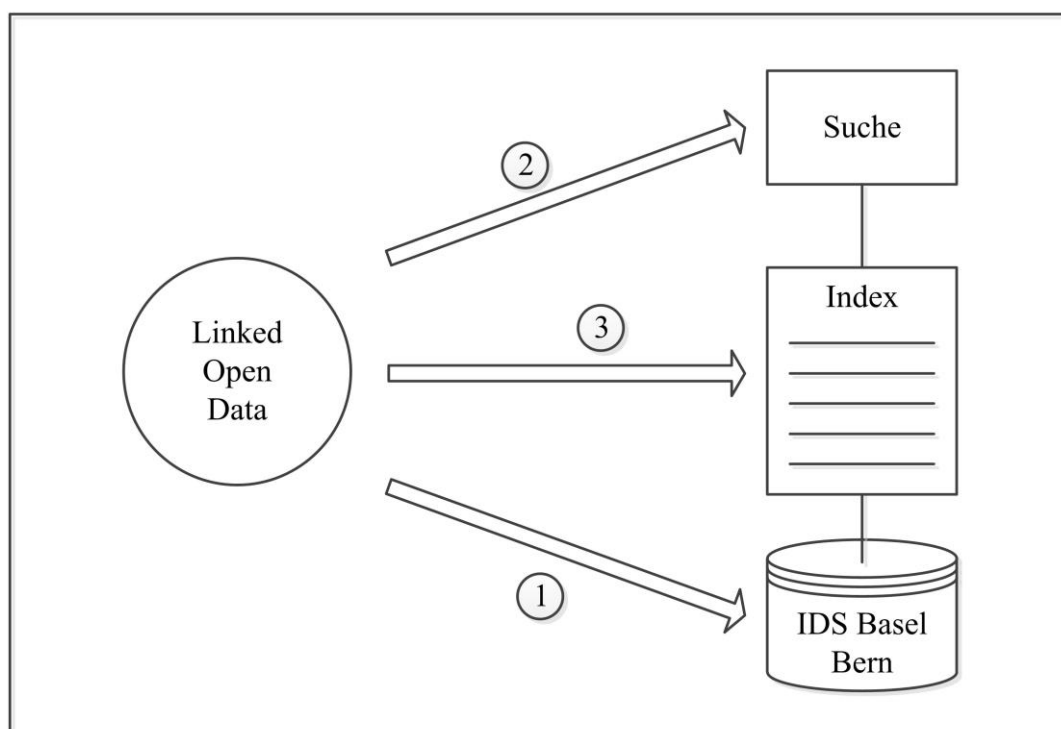 Linked
Open
Data
2
3
1
Suche
Index
IDS Basel
Bern